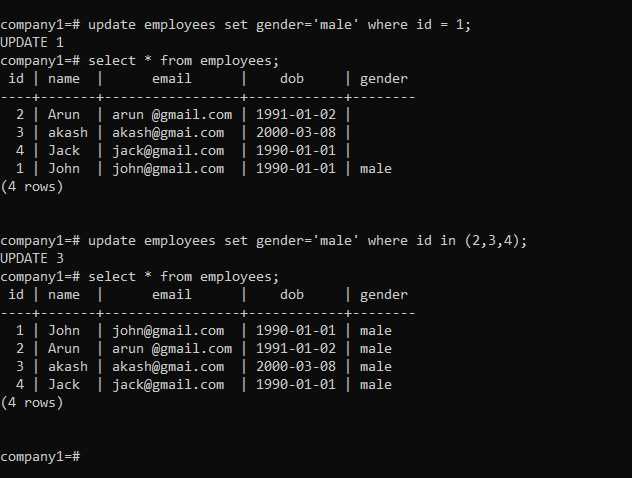 company1=# update employees set gender='male' where id = 1;
UPDATE 1
company1=# select * from employees;
 id | name  |      email       |    dob     | gender
----+-------+------------------+------------+--------
  2 | Arun  | arun @gmail.com | 1991-01-02 |
  3 | akash | akash@gmai.com  | 2000-03-08 |
  4 | Jack  | jack@gmail.com  | 1990-01-01 |
  1 | John  | john@gmail.com  | 1990-01-01 | male
(4 rows)
company1=# update employees set gender='male' where id in (2,3,4);
UPDATE 3
company1=# select * from employees;
 id | name  |      email       |    dob     | gender
----+-------+------------------+------------+--------
  1 | John  | john@gmail.com  | 1990-01-01 | male
  2 | Arun  | arun @gmail.com | 1991-01-02 | male
  3 | akash | akash@gmai.com  | 2000-03-08 | male
  4 | Jack  | jack@gmail.com  | 1990-01-01 | male
(4 rows)
company1=#